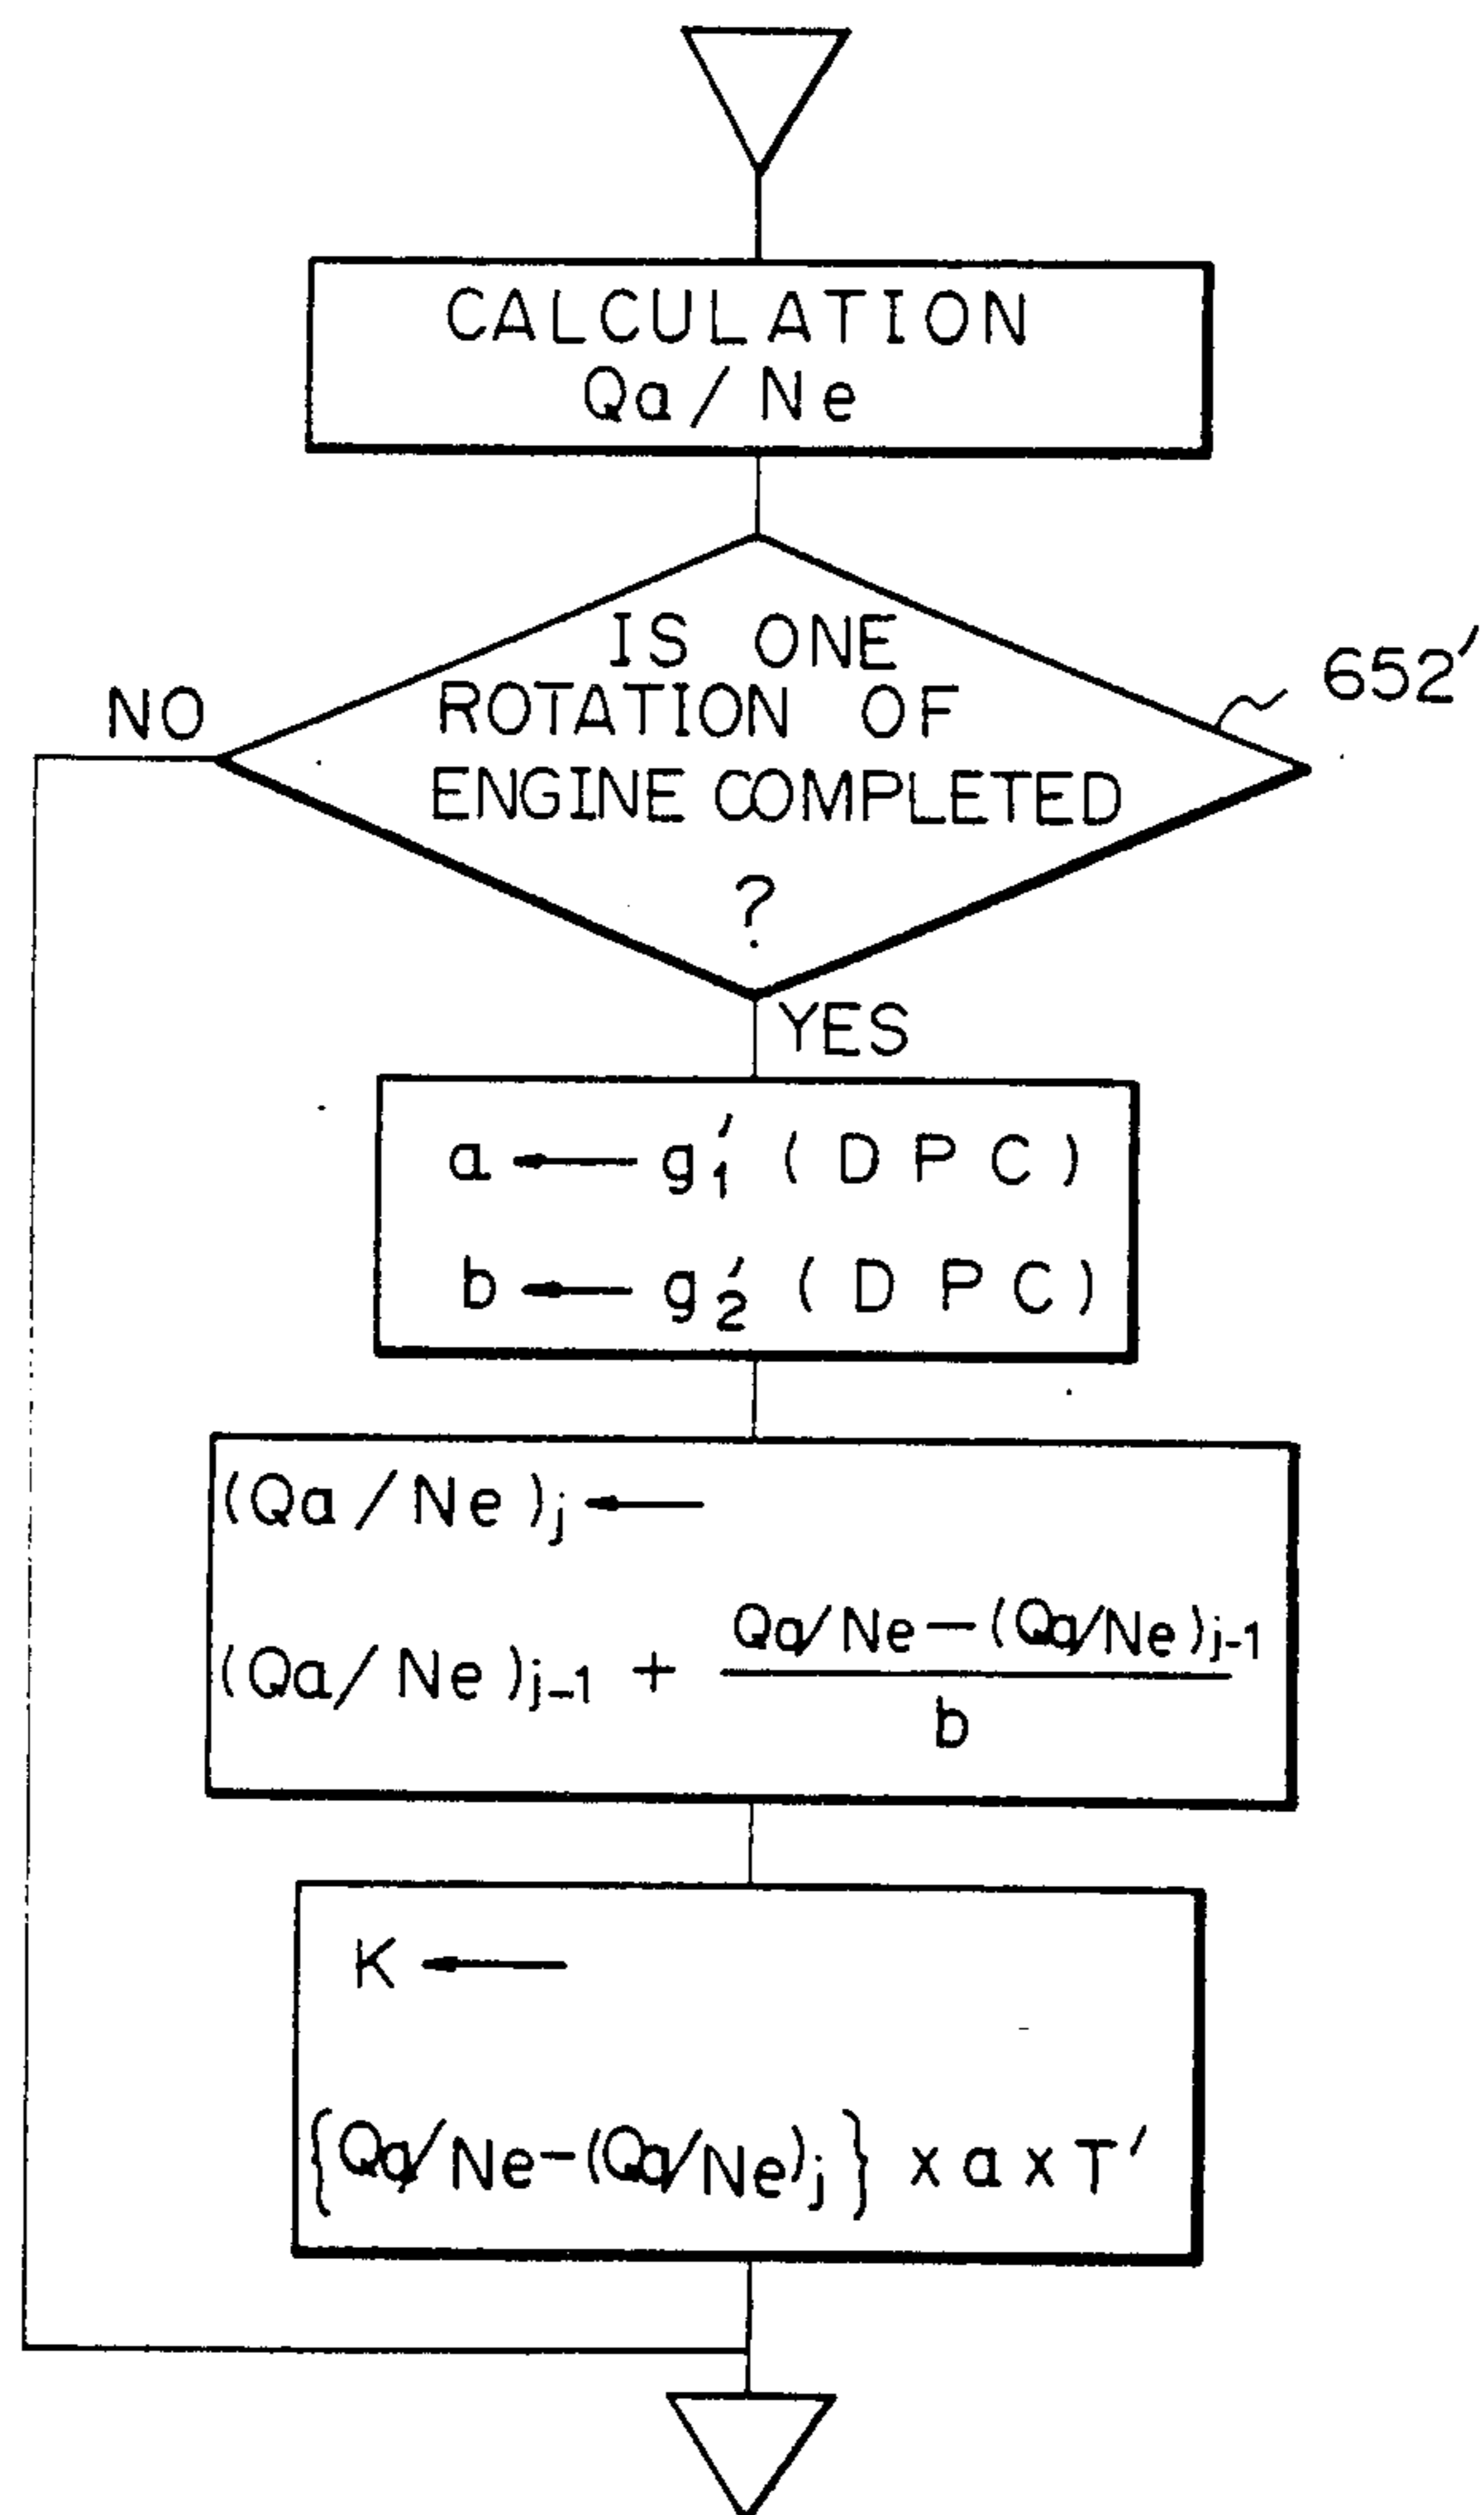 CALCULATION
Qa/Ne
IS ONE
ROTATION OF
ENGINE COMPLETED
?
652'
NO
YES
a ← g₁' (DPC)
b ← g₂' (DPC)
(Qa/Ne)j ←
(Qa/Ne)j-1 + Qa/Ne-(Qa/Ne)j-1
b
K ←
{Qa/Ne-(Qa/Ne)j} x a x T'